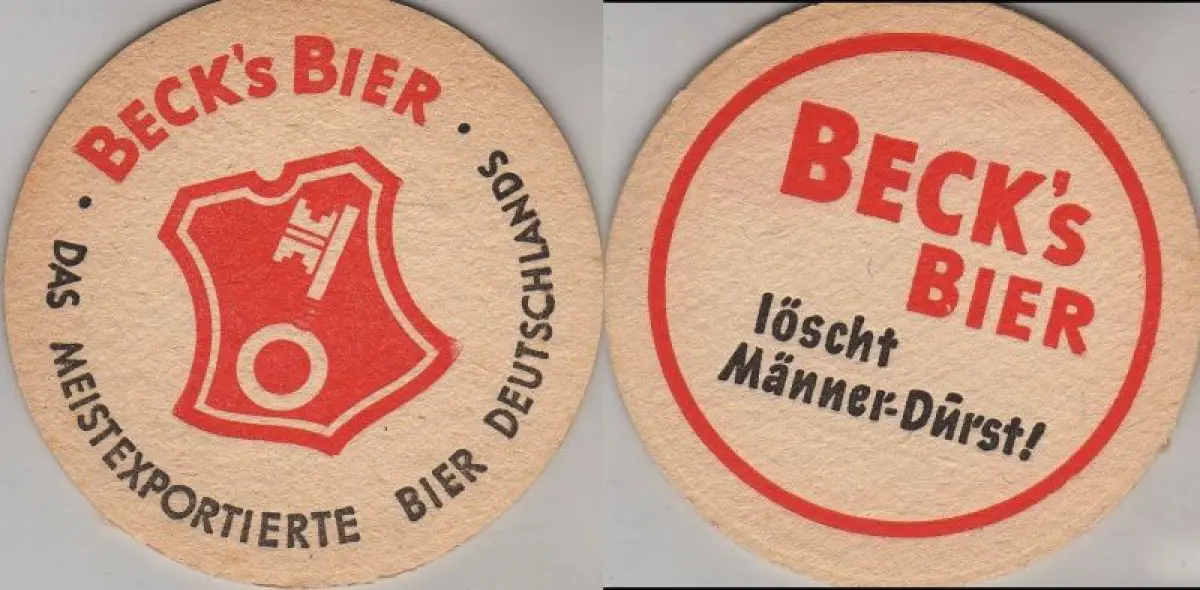 BECK's BIER
· DAS MEISTEXPORTIERTE BIER DEUTSCHLANDS ·
BECK's
BIER
löscht
Männer-Durst!